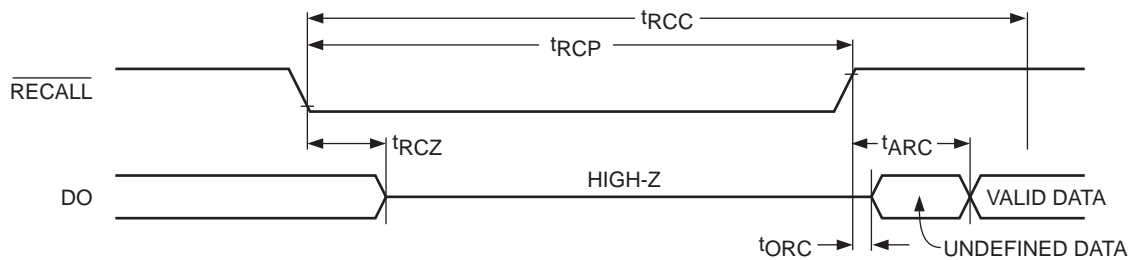 tRCC
tRCP
RECALL
tRCZ
tARC
DO
HIGH-Z
VALID DATA
tORC
UNDEFINED DATA